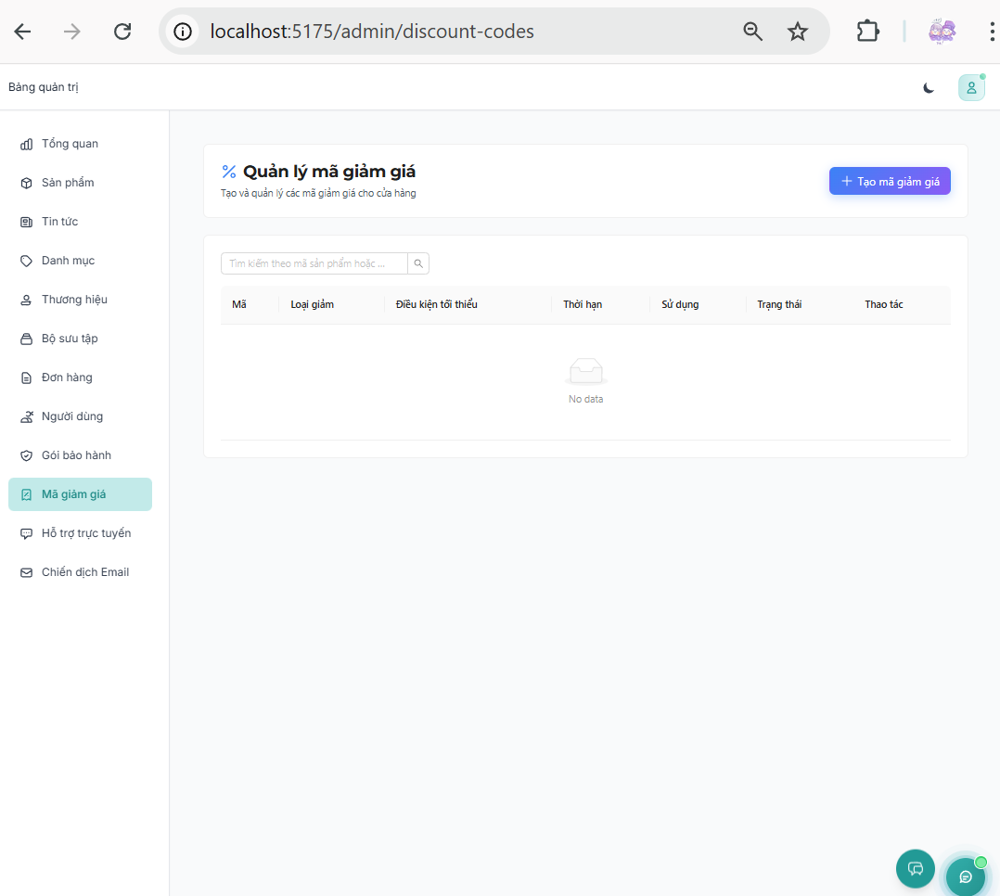 localhost:5175/admin/discount-codes
Bảng quản trị
Tổng quan
Sản phẩm
Tin tức
Danh mục
Thương hiệu
Bộ sưu tập
Đơn hàng
Người dùng
Gói bảo hành
Mã giảm giá
Hỗ trợ trực tuyến
Chiến dịch Email
Quản lý mã giảm giá
Tạo và quản lý các mã giảm giá cho cửa hàng
Tạo mã giảm giá
Tìm kiếm theo mã sản phẩm hoặc ...
Mã Loại giảm Điều kiện tối thiểu Thời hạn Sử dụng Trạng thái Thao tác
No data